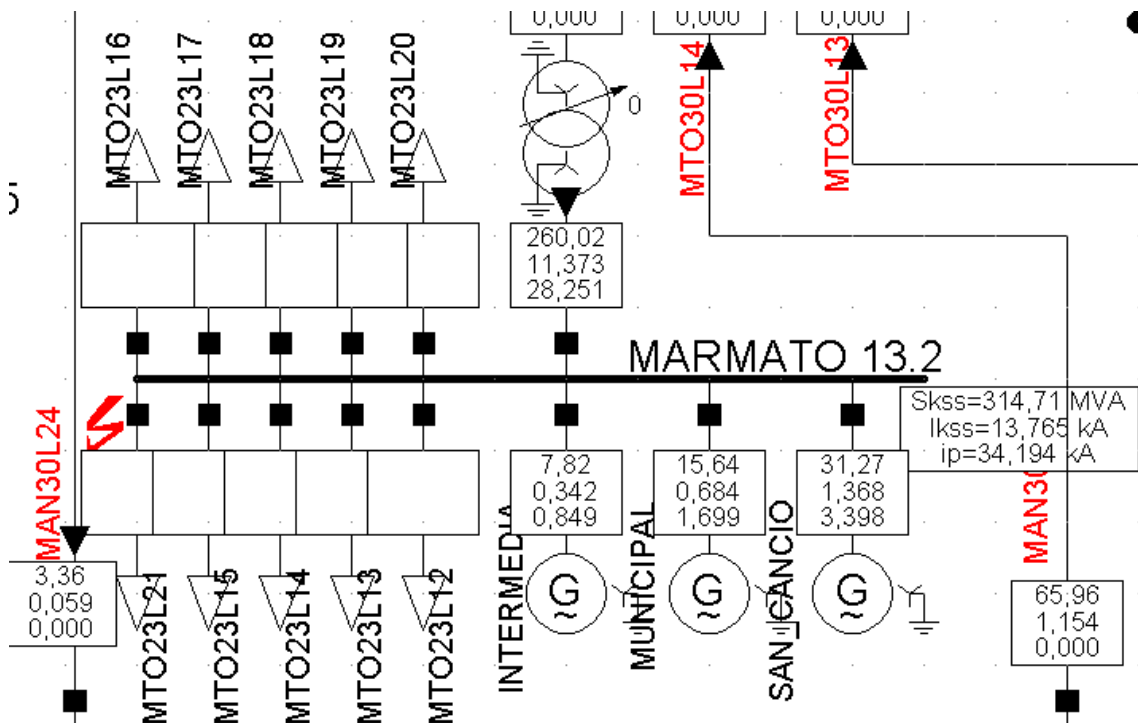 0,000
0,000
0,000
MTO23L16
MTO23L17
MTO23L18
MTO23L19
MTO23L20
0
MTO30L14
MTO30L13
260,02
11,373
28,251
MARMATO 13.2
Skss=314,71 MVA
Ikss=13,765 kA
ip=34,194 kA
MAN30L24
7,82
0,342
0,849
15,64
0,684
1,699
31,27
1,368
3,398
3,36
0,059
0,000
MTO23L21
MTO23L15
MTO23L14
MTO23L13
MTO23L12
INTERMEDIA
G
~
MUNICIPAL
G
~
SAN_CANCIO
G
~
65,96
1,154
0,000